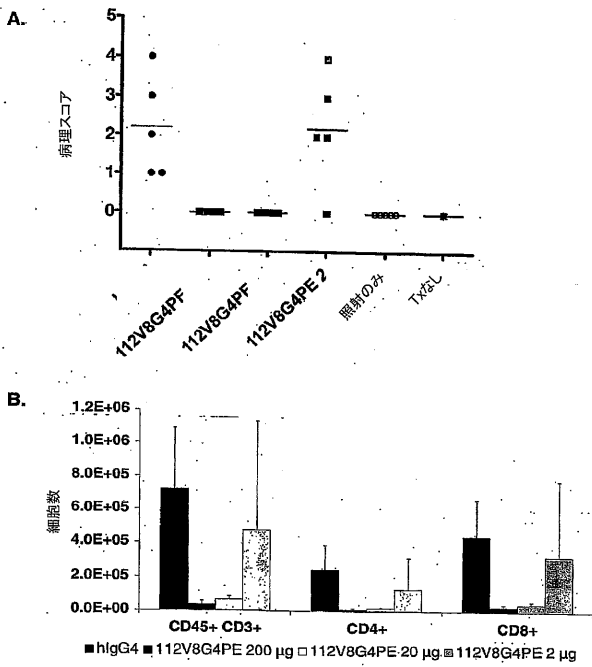 A.
病理スコア
5
4
3
2
1
0
112V8G4PF
112V8G4PF
112V8G4PE 2
照射のみ
Txなし
B.
細胞数
1.2E+06
1.0E+06
8.0E+05
6.0E+05
4.0E+05
2.0E+05
0.0E+00
CD45+ CD3+
CD4+
CD8+
hIgG4 112V8G4PE 200 µg 112V8G4PE 20 µg 112V8G4PE 2 µg